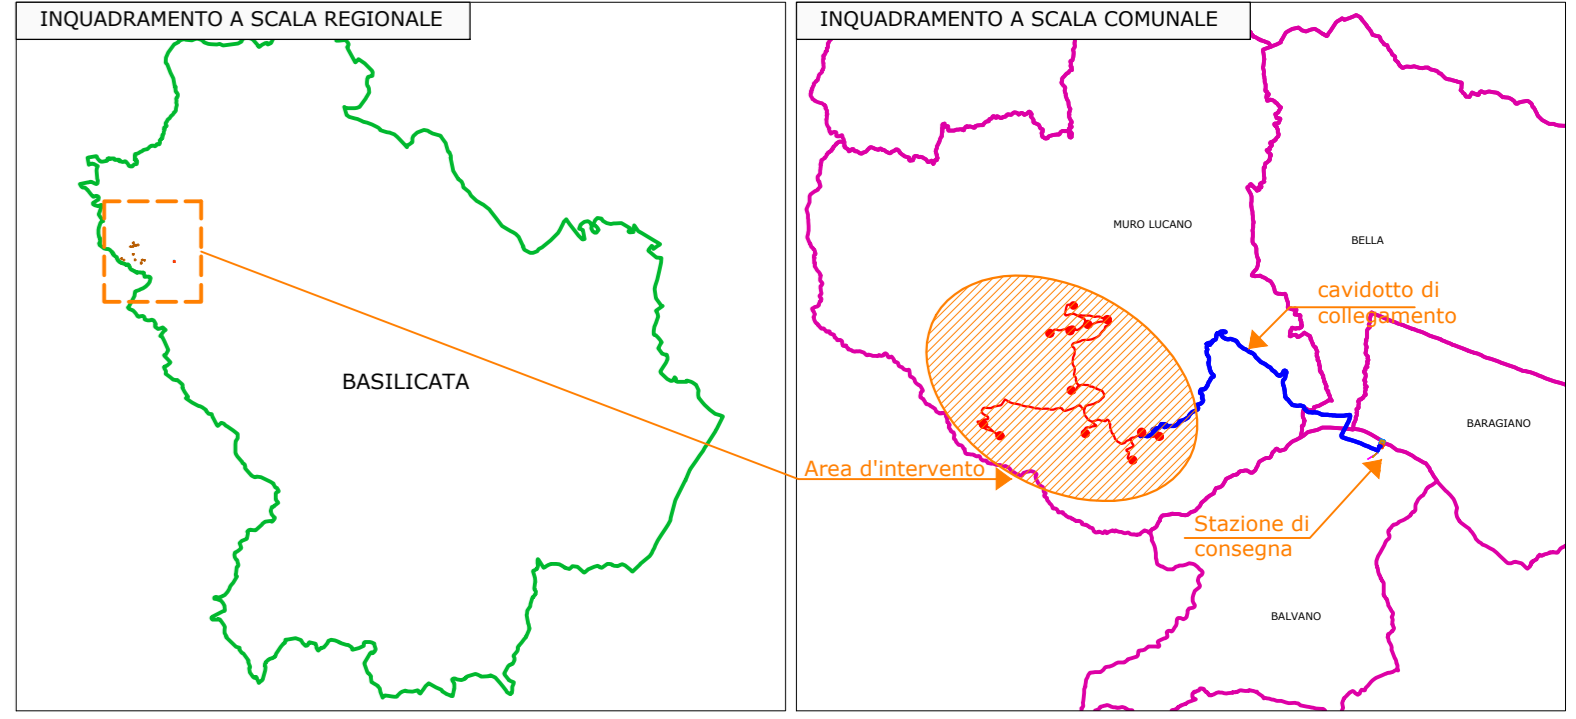 INQUADRAMENTO A SCALA REGIONALE
BASILICATA
INQUADRAMENTO A SCALA COMUNALE
MURO LUCANO
BELLA
cavidotto di
collegamento
BARAGIANO
Area d'intervento
Stazione di
consegna
BALVANO